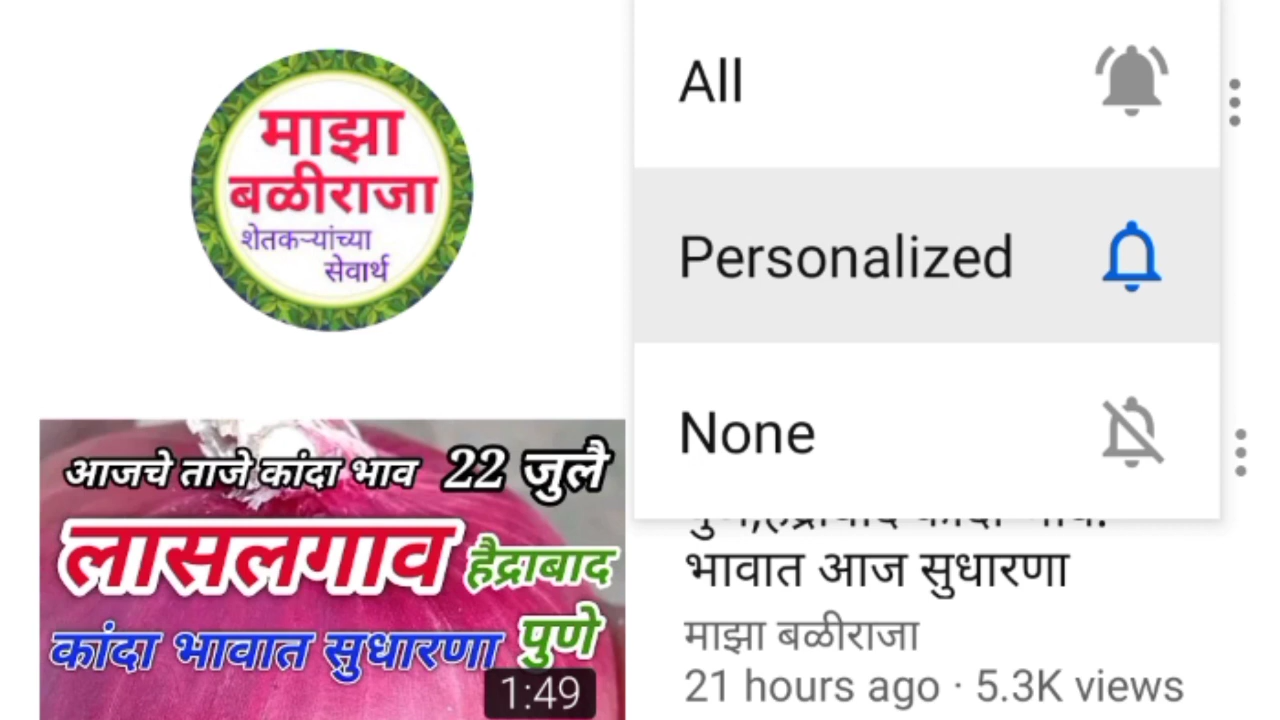 माझा
बळीराजा
शेतकऱ्यांच्या
सेवार्थ
All
Personalized
None
आजचे ताजे कांदा भाव 22 जुलै
लासलगाव हैद्राबाद
कांदा भावात सुधारणा पुणे
1:49
भावात आज सुधारणा
माझा बळीराजा
21 hours ago · 5.3K views